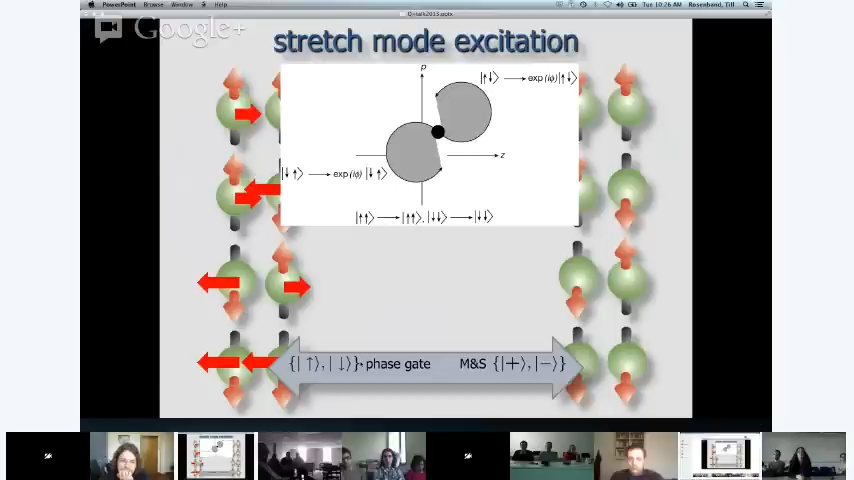 PowerPoint Browse Window Help
Tue 10:26 AM Rosenband, Till
Q+talk2013.pptx
Google+
stretch mode excitation
p
|↑↓⟩ → exp(iφ)|↑↓⟩
z
|↓↑⟩ → exp(iφ)|↓↑⟩
|↑↑⟩ → |↑↑⟩, |↓↓⟩ → |↓↓⟩
{|↑⟩, |↓⟩} phase gate M&S {|+⟩, |−⟩}